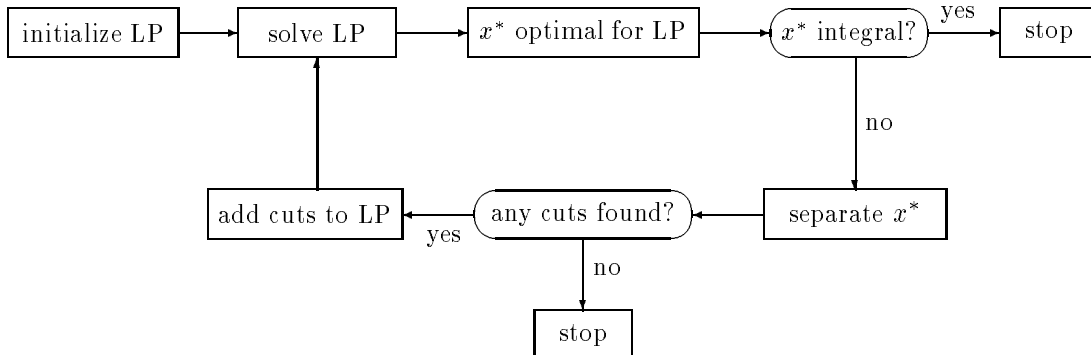 initialize LP
solve LP
x* optimal for LP
x* integral?
yes
stop
no
add cuts to LP
yes
any cuts found?
separate x*
no
stop